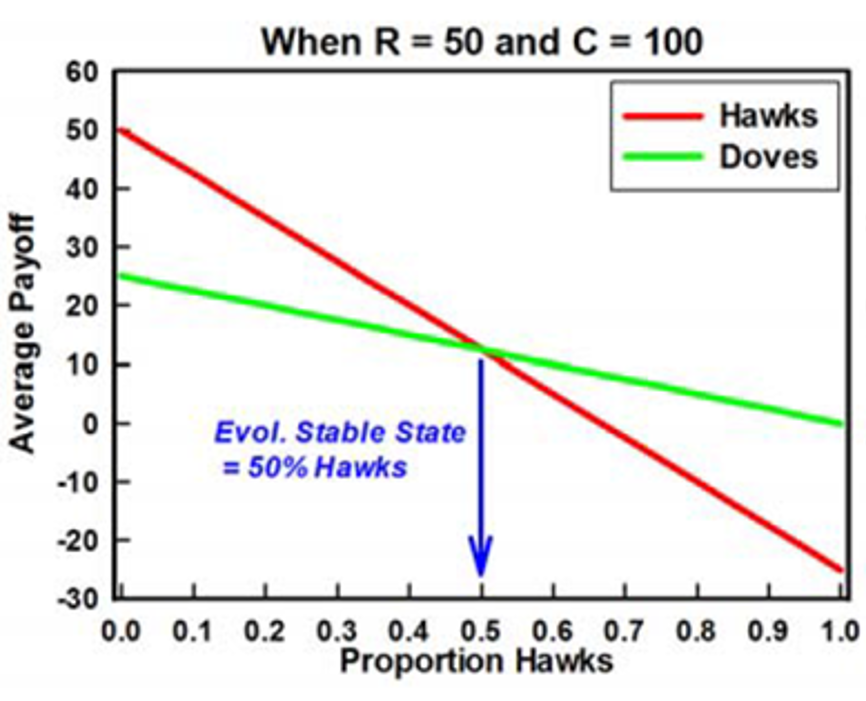 When R = 50 and C = 100
Hawks
Doves
60
50
40
30
20
10
0
-10
-20
-30
Average Payoff
Evol. Stable State
= 50% Hawks
0.0 0.1 0.2 0.3 0.4 0.5 0.6 0.7 0.8 0.9 1.0
Proportion Hawks